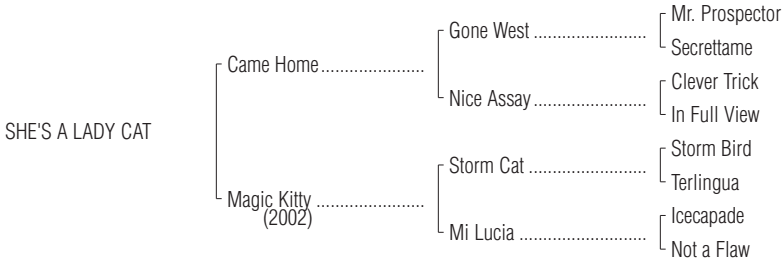 Mr. Prospector
Gone West ........................
Secrettame
Came Home......................
Clever Trick
Nice Assay........................
In Full View
SHE'S A LADY CAT
Storm Bird
Storm Cat .........................
Terlingua
Magic Kitty .......................
(2002)
Icecapade
Mi Lucia ...........................
Not a Flaw